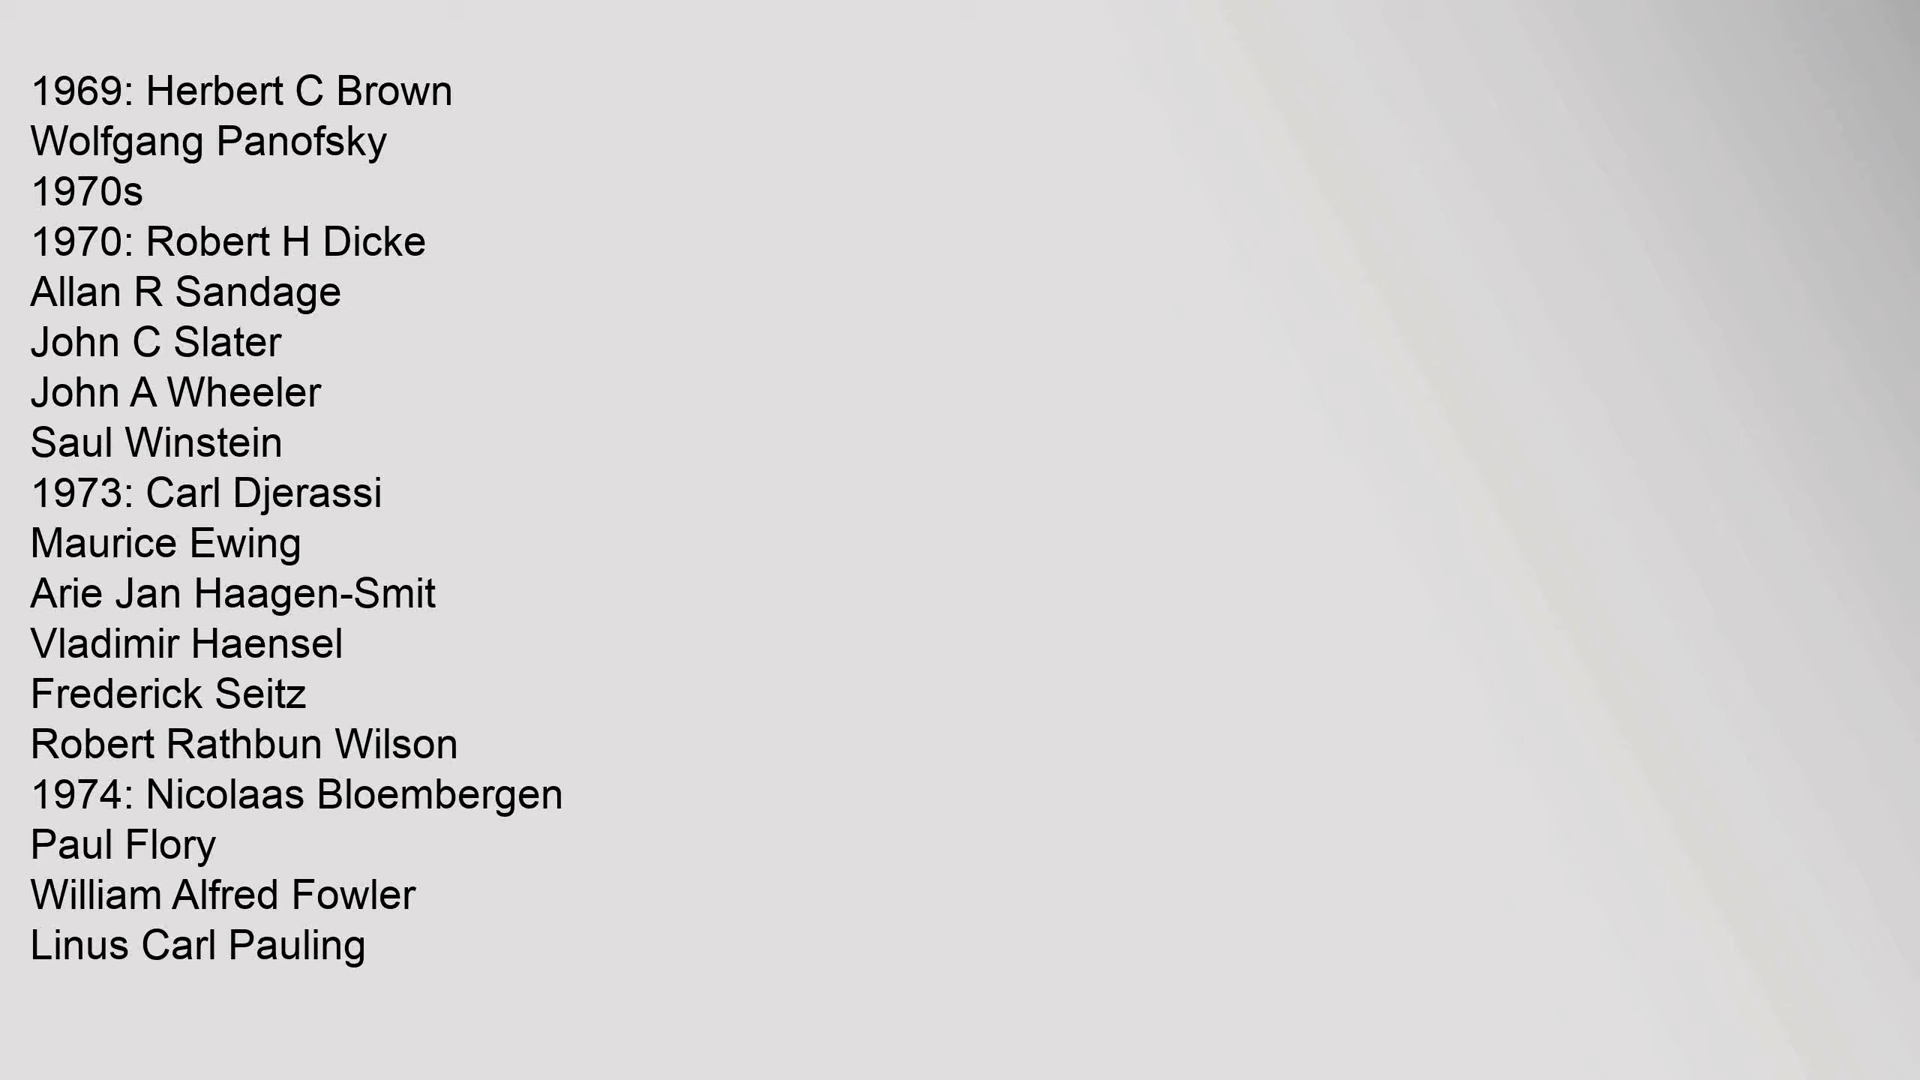 1969: Herbert C Brown
Wolfgang Panofsky
1970s
1970: Robert H Dicke
Allan R Sandage
John C Slater
John A Wheeler
Saul Winstein
1973: Carl Djerassi
Maurice Ewing
Arie Jan Haagen-Smit
Vladimir Haensel
Frederick Seitz
Robert Rathbun Wilson
1974: Nicolaas Bloembergen
Paul Flory
William Alfred Fowler
Linus Carl Pauling